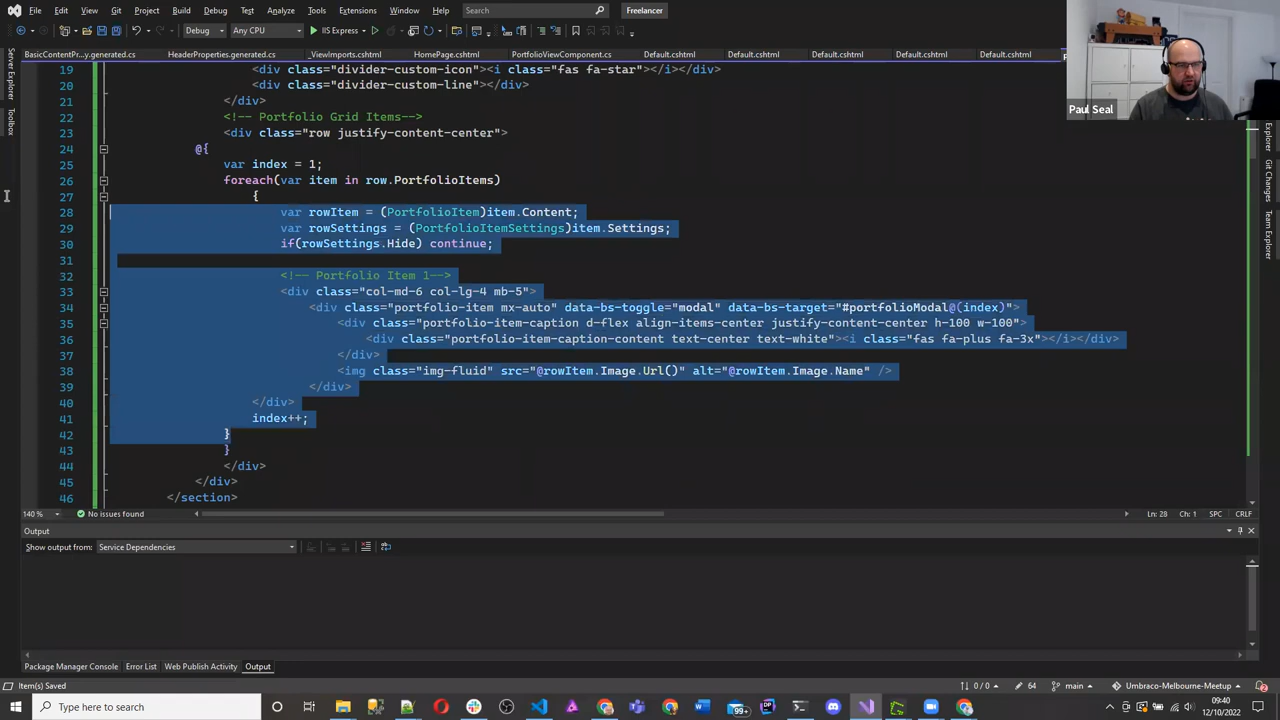 File Edit View Git Project Build Debug Test Analyze Tools Extensions Window Help Search Freelancer
Debug Any CPU IIS Express
BasicContentPr...y.generated.cs HeaderProperties.generated.cs _ViewImports.cshtml HomePage.cshtml PortfolioViewComponent.cs Default.cshtml Default.cshtml Default.cshtml Default.cshtml Default.cshtml
Server Explorer
Toolbox
Paul Seal
Explorer
Git Changes
Team Explorer
19 <div class="divider-custom-icon"><i class="fas fa-star"></i></div>
20 <div class="divider-custom-line"></div>
21 </div>
22 <!-- Portfolio Grid Items-->
23 <div class="row justify-content-center">
24 @{
25 var index = 1;
26 foreach(var item in row.PortfolioItems)
27 {
28 var rowItem = (PortfolioItem)item.Content;
29 var rowSettings = (PortfolioItemSettings)item.Settings;
30 if(rowSettings.Hide) continue;
31
32 <!-- Portfolio Item 1-->
33 <div class="col-md-6 col-lg-4 mb-5">
34 <div class="portfolio-item mx-auto" data-bs-toggle="modal" data-bs-target="#portfolioModal@(index)">
35 <div class="portfolio-item-caption d-flex align-items-center justify-content-center h-100 w-100">
36 <div class="portfolio-item-caption-content text-center text-white"><i class="fas fa-plus fa-3x"></i></div>
37 </div>
38 <img class="img-fluid" src="@rowItem.Image.Url()" alt="@rowItem.Image.Name" />
39 </div>
40 </div>
41 index++;
42 }
43 }
44 </div>
45 </div>
46 </section>
140 % No issues found Ln: 28 Ch: 1 SPC CRLF
Output
Show output from: Service Dependencies
Package Manager Console Error List Web Publish Activity Output
Item(s) Saved 0 / 0 64 main Umbraco-Melbourne-Meetup 2
Type here to search
99+
09:40
12/10/2022